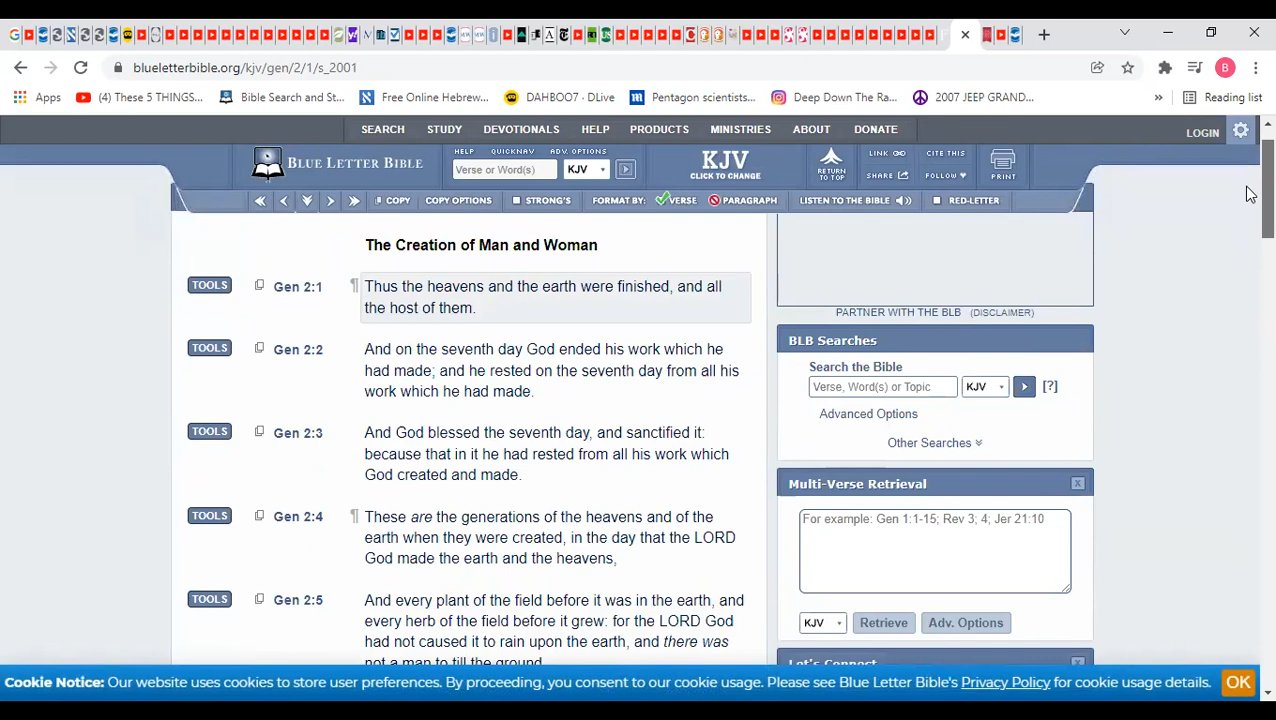 blueletterbible.org/kjv/gen/2/1/s_2001
B
Apps
(4) These 5 THINGS...
Bible Search and St...
Free Online Hebrew...
DAHBOO7 - DLive
Pentagon scientists...
Deep Down The Ra...
2007 JEEP GRAND...
»
Reading list
SEARCH STUDY DEVOTIONALS HELP PRODUCTS MINISTRIES ABOUT DONATE
LOGIN
BLUE LETTER BIBLE
HELP QUICKNAV ADV. OPTIONS
Verse or Word(s) KJV
KJV
CLICK TO CHANGE
RETURN
TO TOP
LINK CITE THIS
SHARE FOLLOW
PRINT
COPY COPY OPTIONS STRONG'S FORMAT BY: VERSE PARAGRAPH LISTEN TO THE BIBLE RED-LETTER
The Creation of Man and Woman
TOOLS Gen 2:1 ¶ Thus the heavens and the earth were finished, and all
the host of them.
TOOLS Gen 2:2 And on the seventh day God ended his work which he
had made; and he rested on the seventh day from all his
work which he had made.
TOOLS Gen 2:3 And God blessed the seventh day, and sanctified it:
because that in it he had rested from all his work which
God created and made.
TOOLS Gen 2:4 ¶ These are the generations of the heavens and of the
earth when they were created, in the day that the LORD
God made the earth and the heavens,
TOOLS Gen 2:5 And every plant of the field before it was in the earth, and
every herb of the field before it grew: for the LORD God
had not caused it to rain upon the earth, and there was
not a man to till the ground.
PARTNER WITH THE BLB (DISCLAIMER)
BLB Searches
Search the Bible
Verse, Word(s) or Topic KJV [?]
Advanced Options
Other Searches
Multi-Verse Retrieval
For example: Gen 1:1-15; Rev 3; 4; Jer 21:10
KJV Retrieve Adv. Options
Let's Connect
Cookie Notice: Our website uses cookies to store user preferences. By proceeding, you consent to our cookie usage. Please see Blue Letter Bible's Privacy Policy for cookie usage details. OK